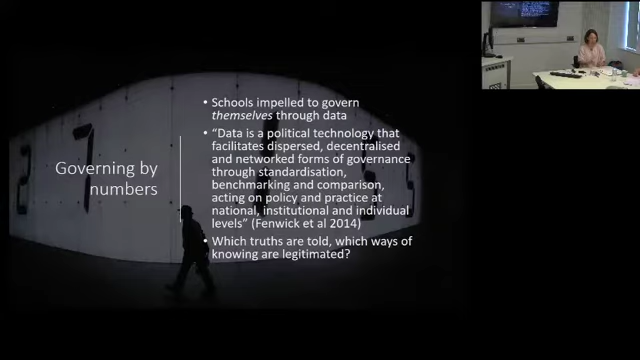 Governing by
numbers
• Schools impelled to govern
themselves through data
• “Data is a political technology that
facilitates dispersed, decentralised
and networked forms of governance
through standardisation,
benchmarking and comparison,
acting on policy and practice at
national, institutional and individual
levels” (Fenwick et al 2014)
• Which truths are told, which ways of
knowing are legitimated?